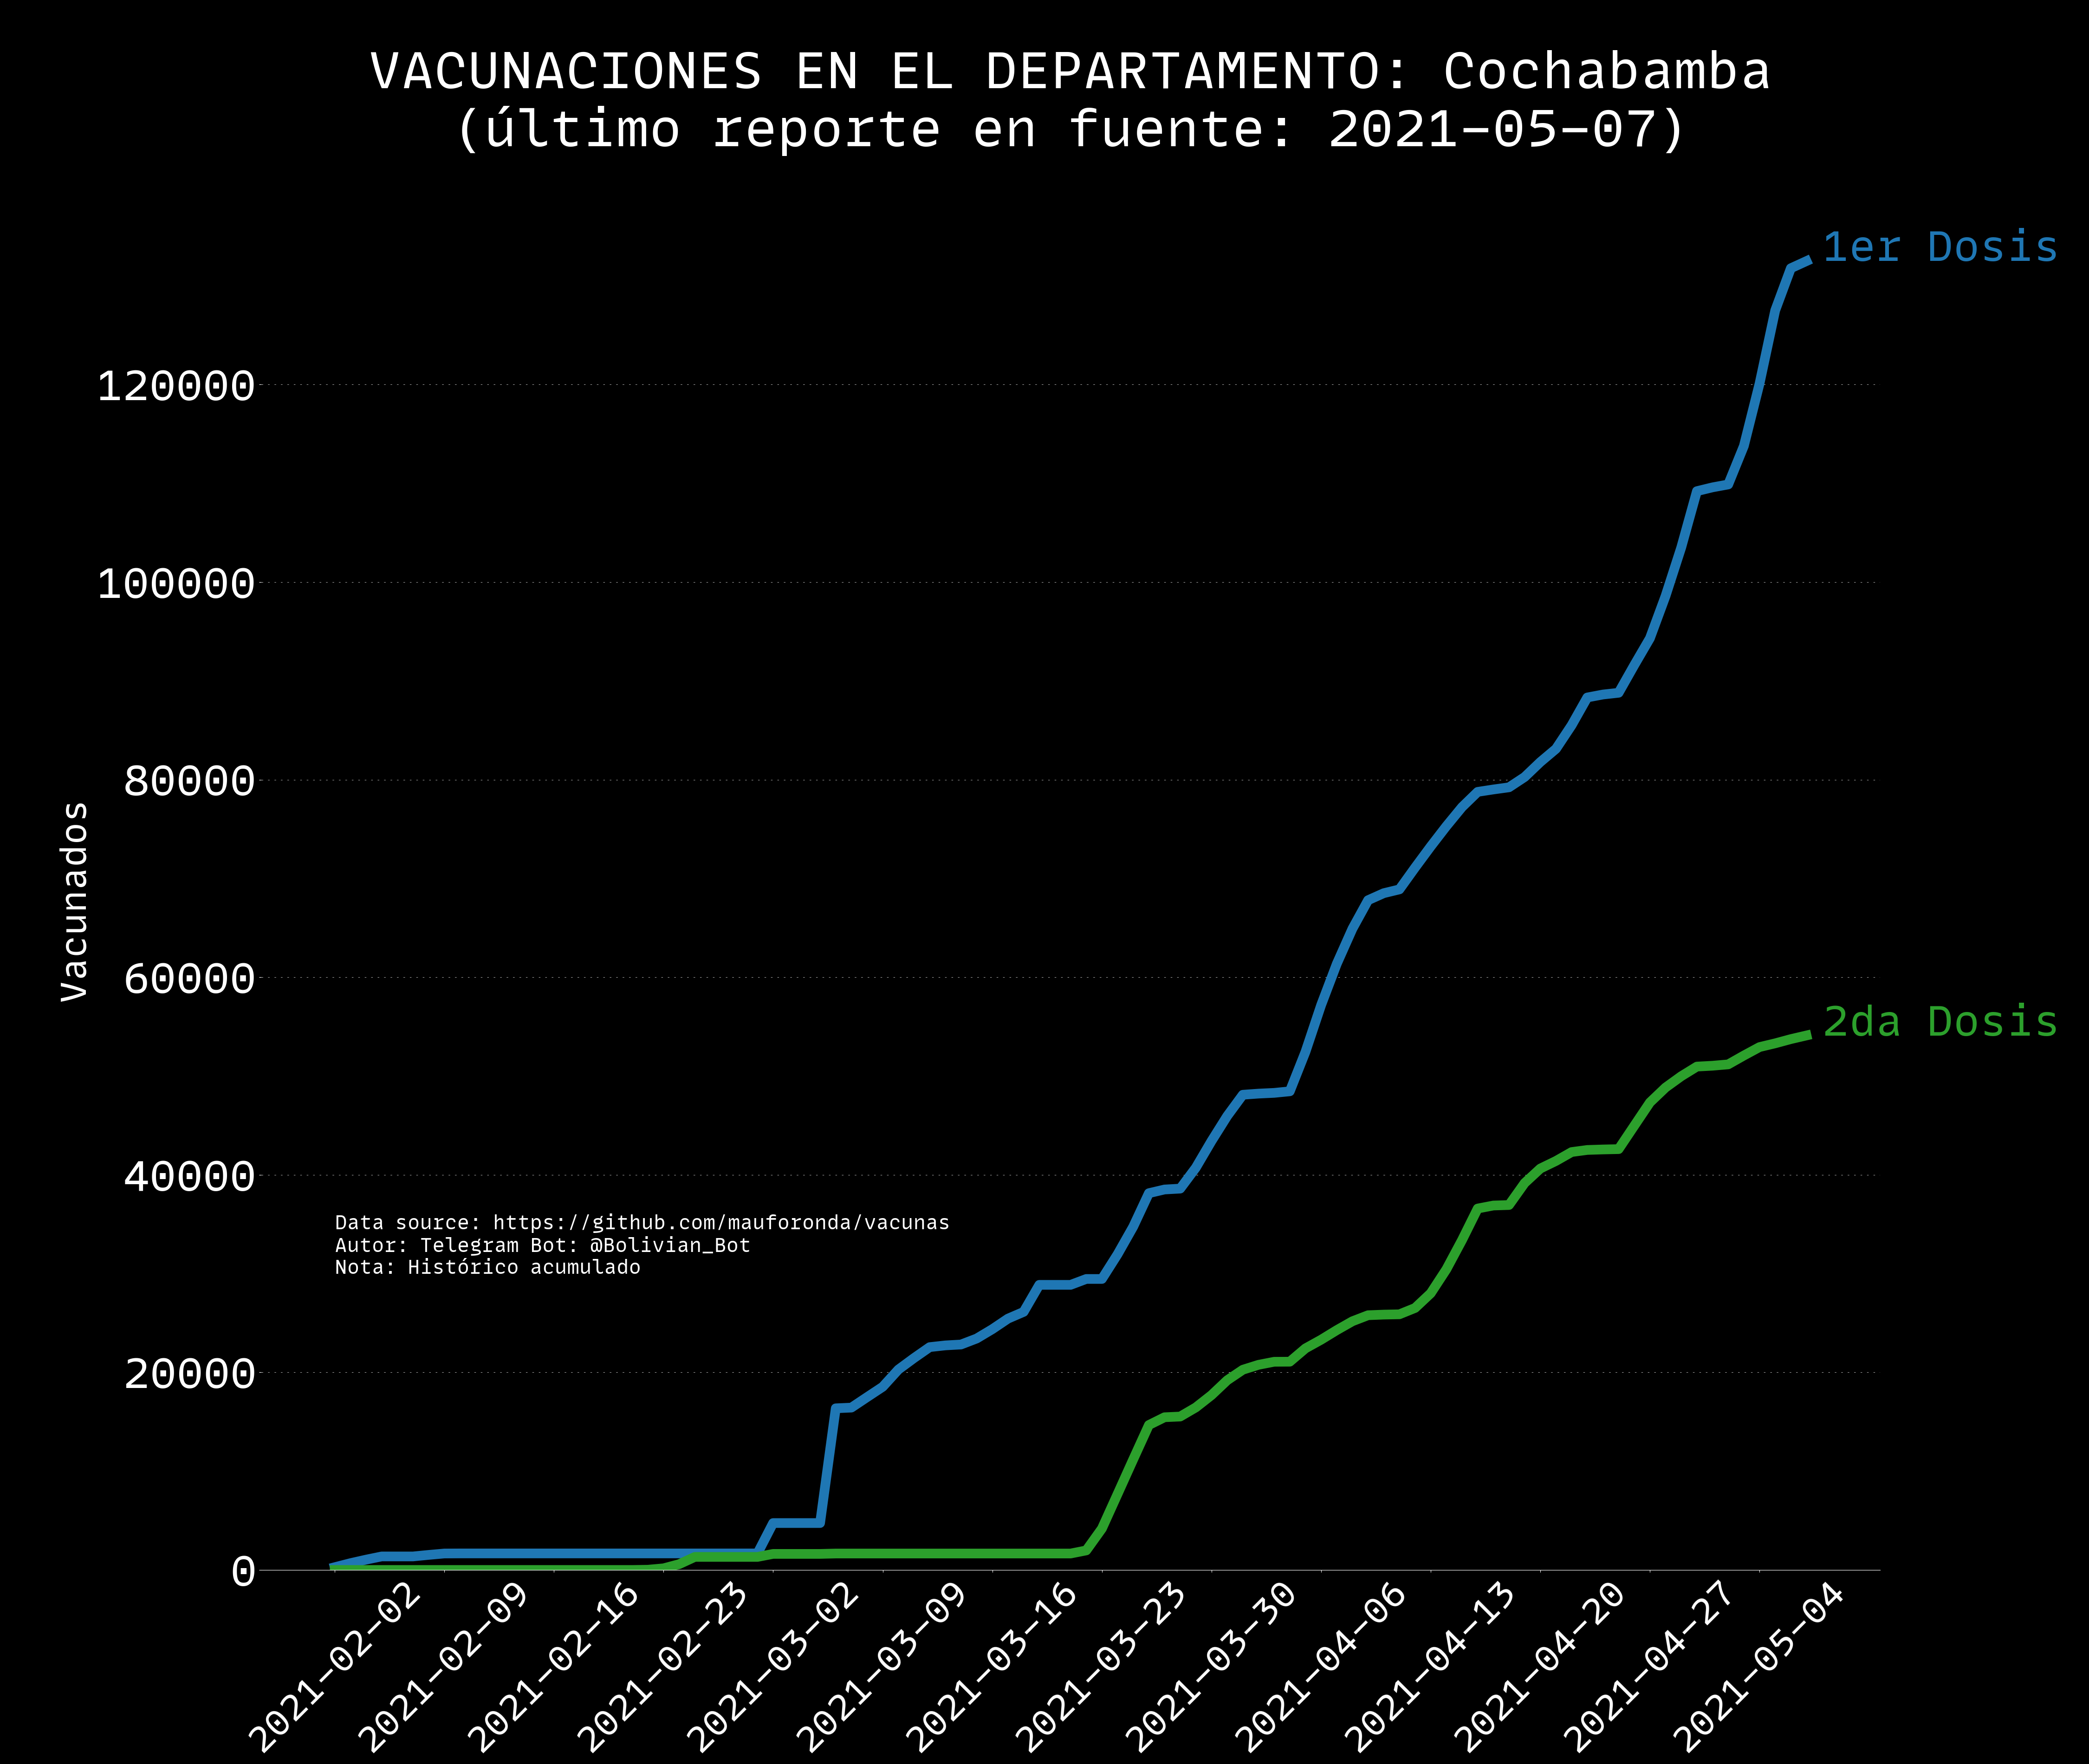 VACUNACIONES EN EL DEPARTAMENTO: Cochabamba
(último reporte en fuente: 2021-05-07)
1er Dosis
120000
100000
80000
Vacunados
60000
2da Dosis
40000
Data source: https://github.com/mauforonda/vacunas
Autor: Telegram Bot: @Bolivian_Bot
Nota: Histórico acumulado
20000
0
2021-02-02
2021-02-09
2021-02-16
2021-02-23
2021-03-02
2021-03-09
2021-03-16
2021-03-23
2021-03-30
2021-04-06
2021-04-13
2021-04-20
2021-04-27
2021-05-04